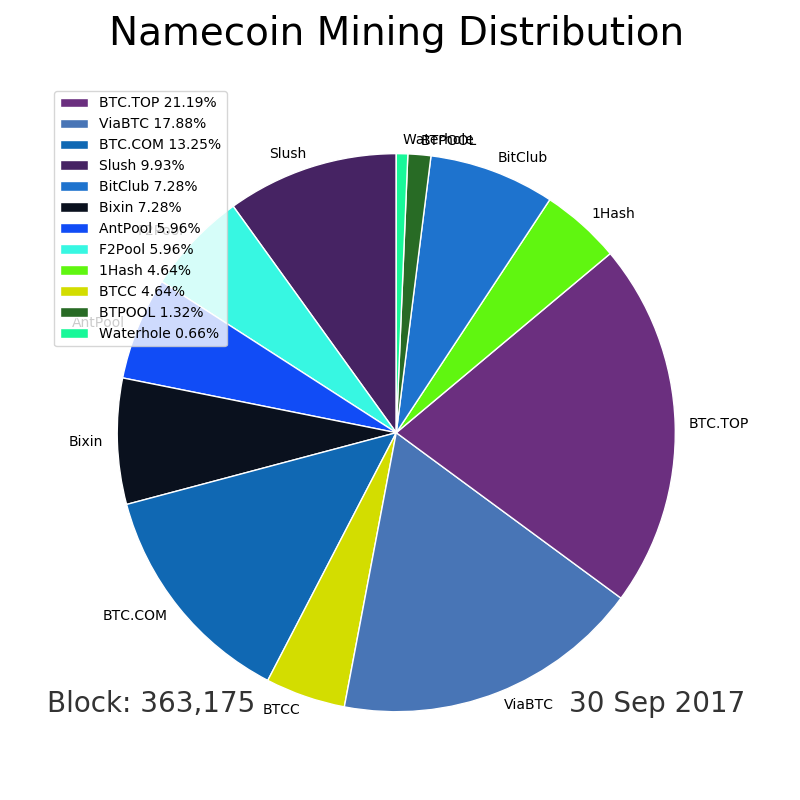 Namecoin Mining Distribution
BTC.TOP 21.19%
ViaBTC 17.88%
BTC.COM 13.25%
Slush 9.93%
BitClub 7.28%
Bixin 7.28%
AntPool 5.96%
F2Pool 5.96%
1Hash 4.64%
BTCC 4.64%
BTPOOL 1.32%
Waterhole 0.66%
Waterhole
BTPOOL
Slush
BitClub
1Hash
AntPool
BTC.TOP
Bixin
BTC.COM
ViaBTC
BTCC
Block: 363,175
30 Sep 2017